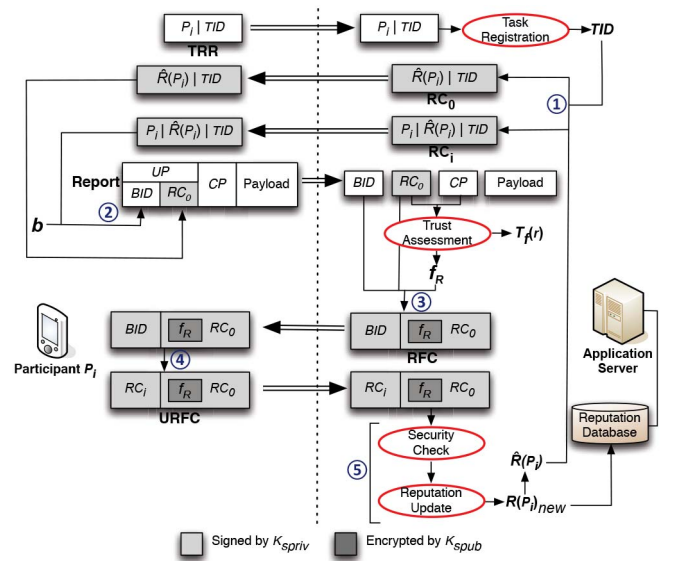 P_i | TID
TRR
P_i | TID
Task Registration
TID
R̂(P_i) | TID
R̂(P_i) | TID
RC_0
①
P_i | R̂(P_i) | TID
P_i | R̂(P_i) | TID
RC_i
Report
UP
BID
RC_0
CP
Payload
BID
RC_0
CP
Payload
②
b
Trust Assessment
T_f(r)
f_R
③
BID
f_R
RC_0
BID
f_R
RC_0
RFC
Participant P_i
④
Application Server
RC_i
f_R
RC_0
URFC
RC_i
f_R
RC_0
Reputation Database
⑤
Security Check
R̂(P_i)
Reputation Update
R(P_i)_new
Signed by K_spriv
Encrypted by K_spub